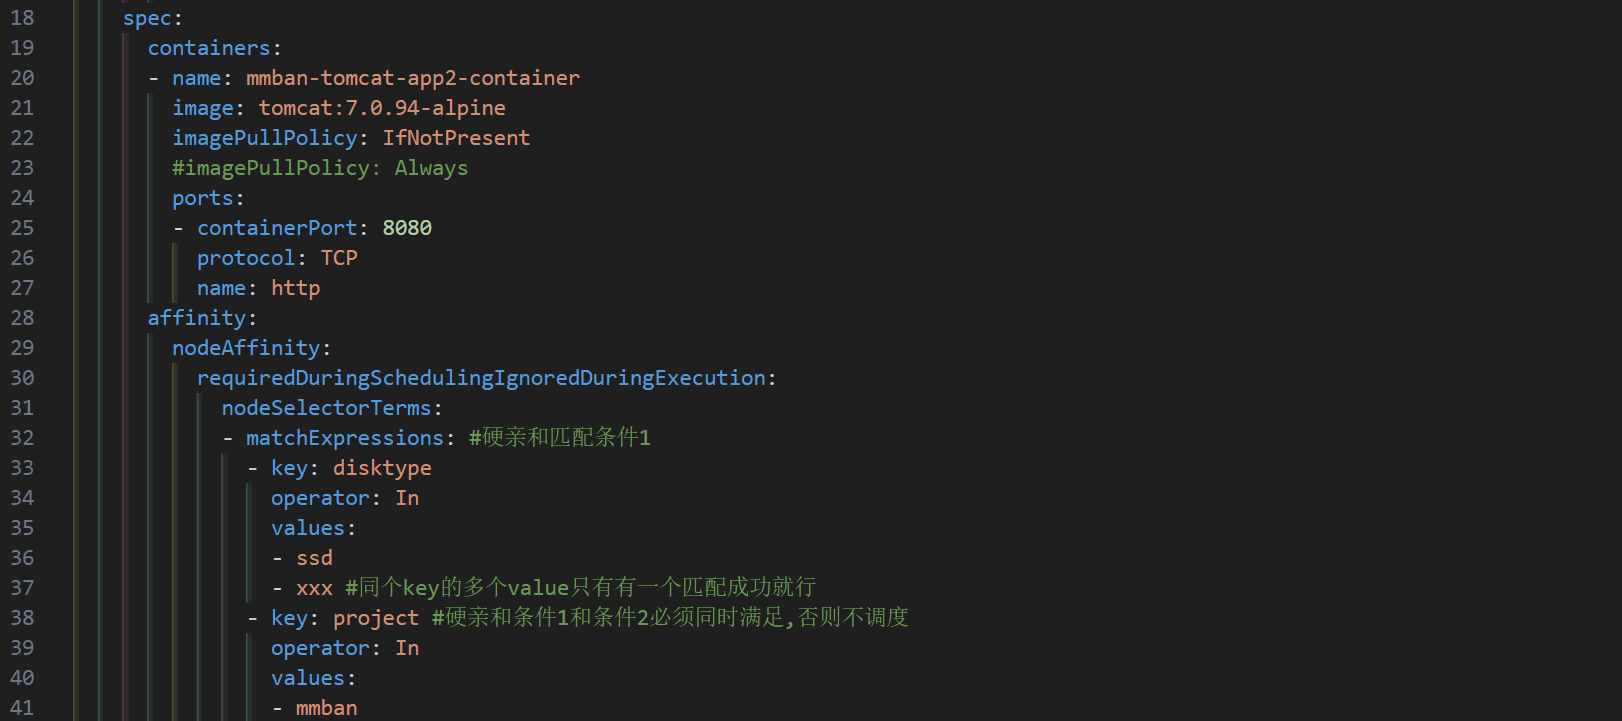 18 spec:
19 containers:
20 - name: mmban-tomcat-app2-container
21 image: tomcat:7.0.94-alpine
22 imagePullPolicy: IfNotPresent
23 #imagePullPolicy: Always
24 ports:
25 - containerPort: 8080
26 protocol: TCP
27 name: http
28 affinity:
29 nodeAffinity:
30 requiredDuringSchedulingIgnoredDuringExecution:
31 nodeSelectorTerms:
32 - matchExpressions: #硬亲和匹配条件1
33 - key: disktype
34 operator: In
35 values:
36 - ssd
37 - xxx #同个key的多个value只有有一个匹配成功就行
38 - key: project #硬亲和条件1和条件2必须同时满足,否则不调度
39 operator: In
40 values:
41 - mmban